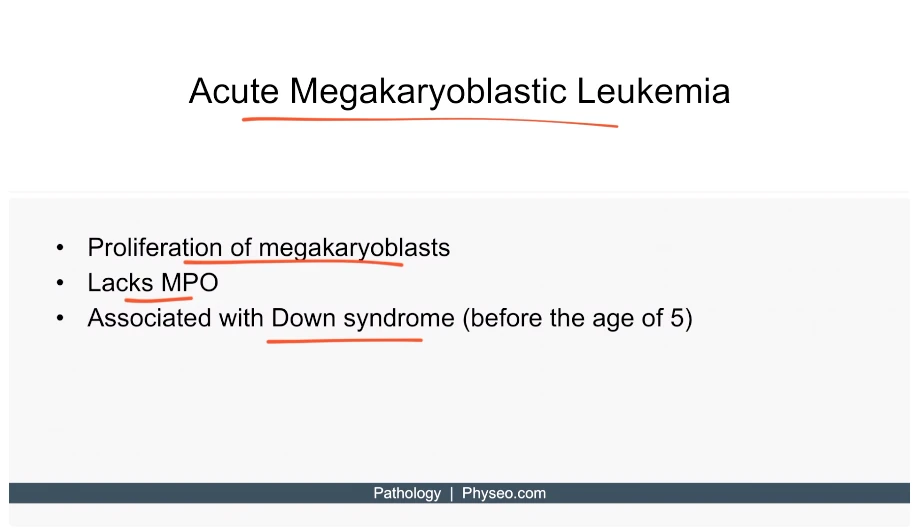 Acute Megakaryoblastic Leukemia
• Proliferation of megakaryoblasts
• Lacks MPO
• Associated with Down syndrome (before the age of 5)
Pathology | Physeo.com